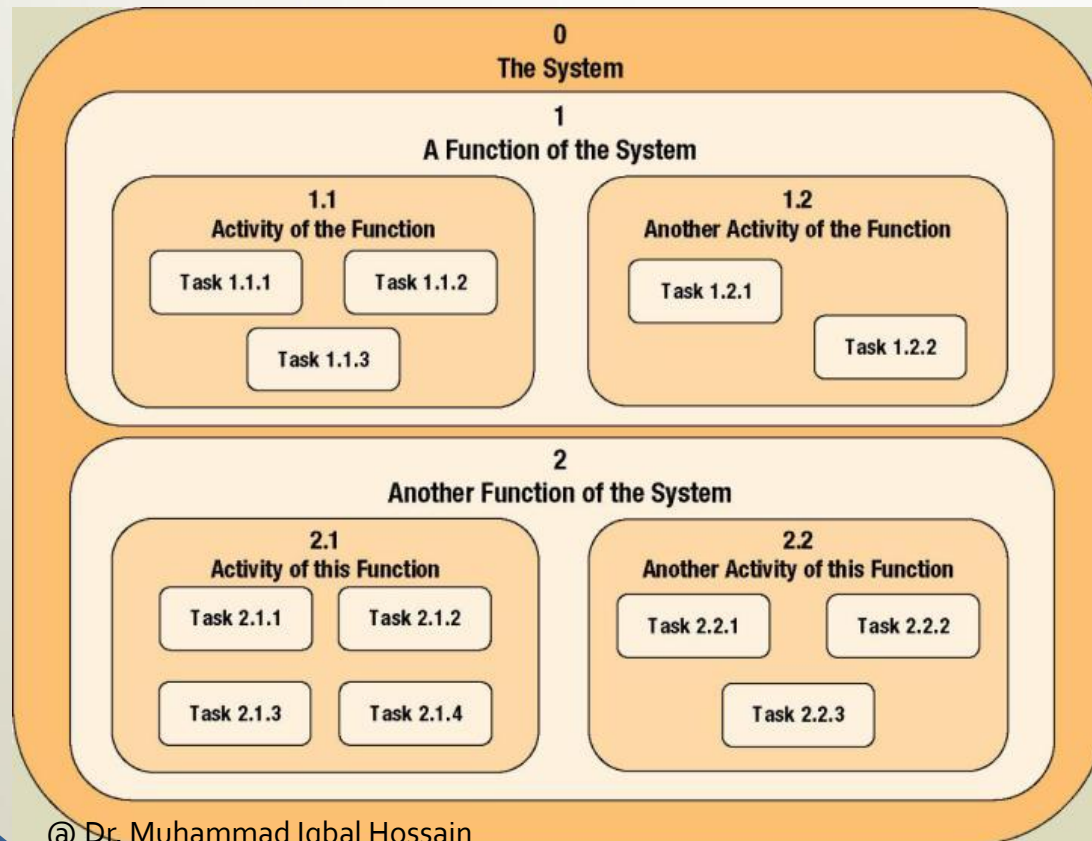 0
The System
1
A Function of the System
1.1
Activity of the Function
Task 1.1.1
Task 1.1.2
Task 1.1.3
1.2
Another Activity of the Function
Task 1.2.1
Task 1.2.2
2
Another Function of the System
2.1
Activity of this Function
Task 2.1.1
Task 2.1.2
Task 2.1.3
Task 2.1.4
2.2
Another Activity of this Function
Task 2.2.1
Task 2.2.2
Task 2.2.3
@ Dr. Muhammad Iqbal Hossain